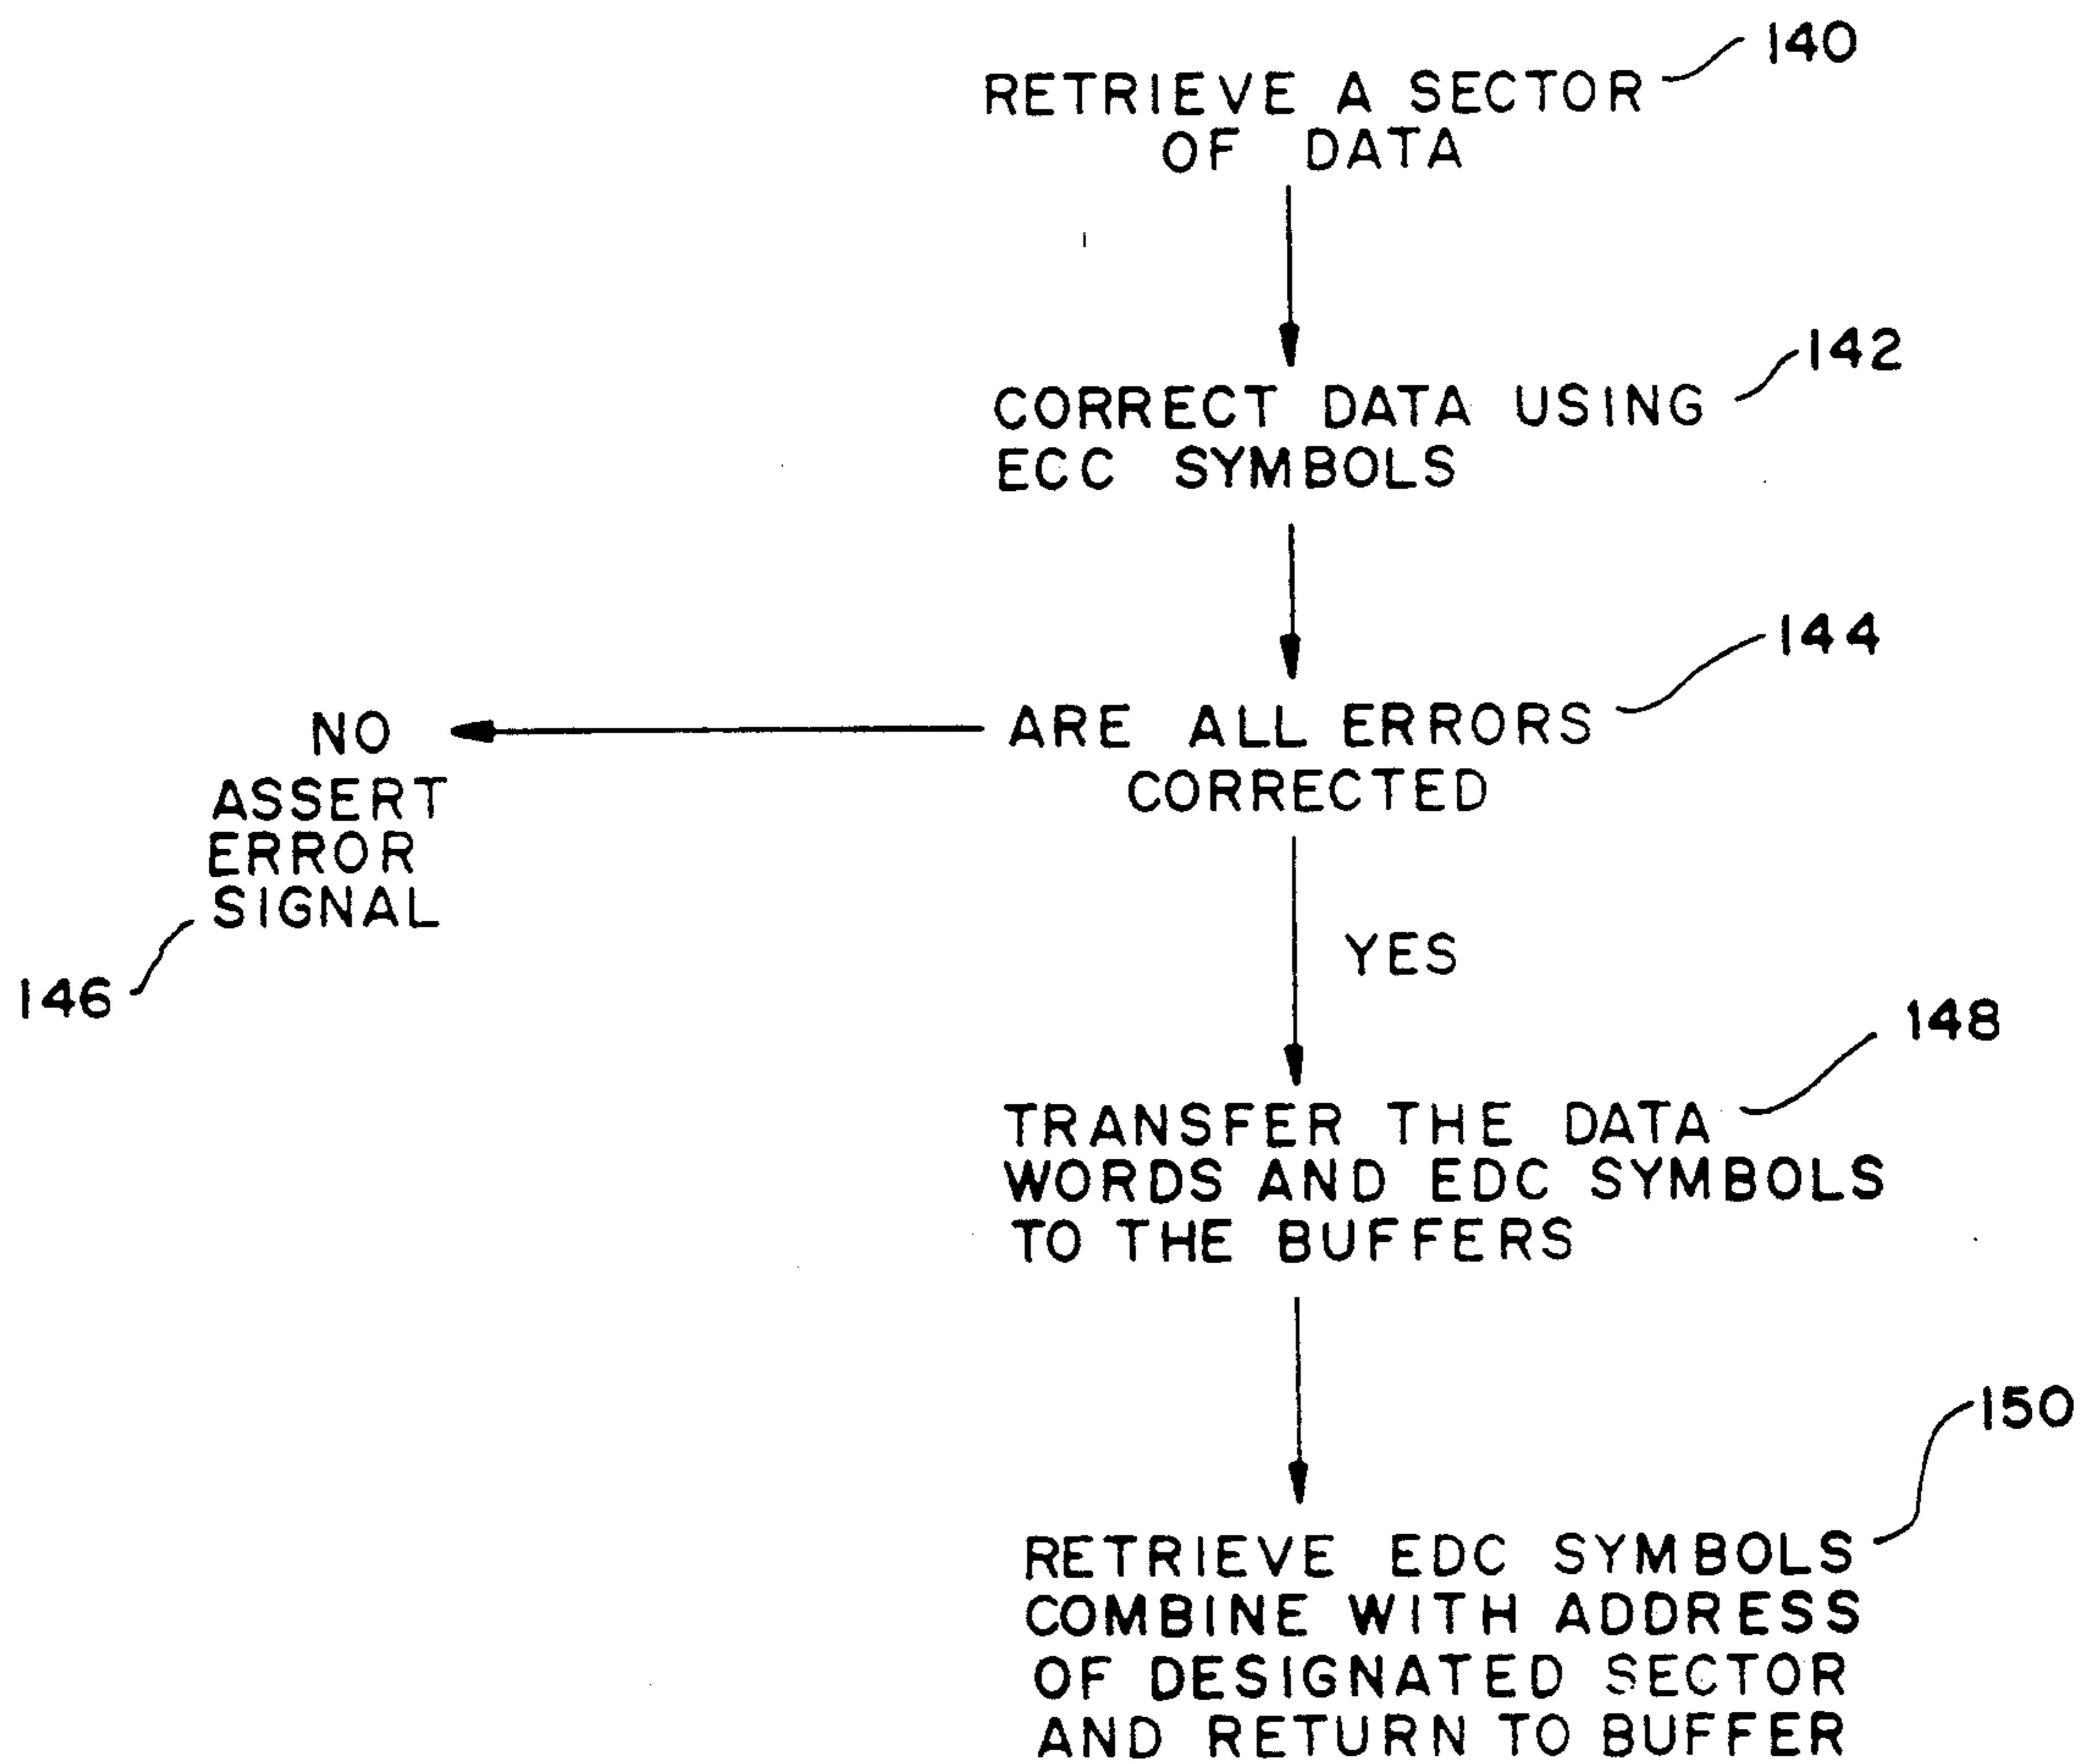 140
RETRIEVE A SECTOR
OF DATA
142
CORRECT DATA USING
ECC SYMBOLS
144
ARE ALL ERRORS
CORRECTED
NO
ASSERT
ERROR
SIGNAL
146
YES
148
TRANSFER THE DATA
WORDS AND EDC SYMBOLS
TO THE BUFFERS
150
RETRIEVE EDC SYMBOLS
COMBINE WITH ADDRESS
OF DESIGNATED SECTOR
AND RETURN TO BUFFER